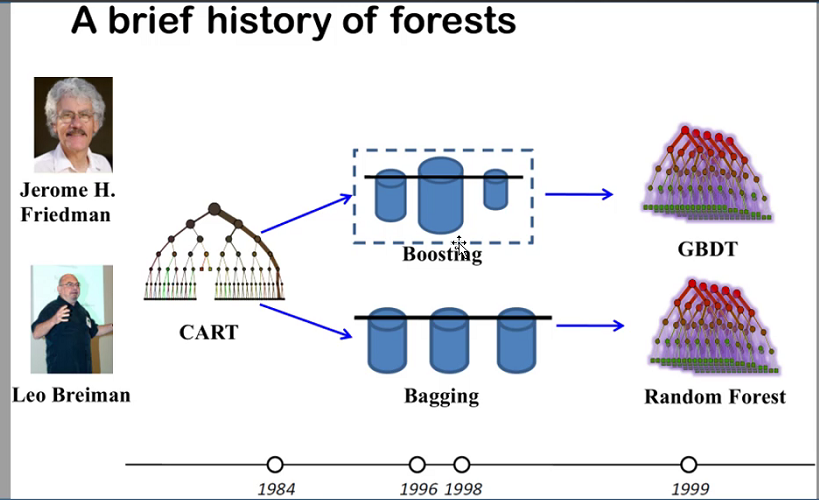 A brief history of forests
Jerome H.
Friedman
Boosting
GBDT
CART
Leo Breiman
Bagging
Random Forest
1984
1996
1998
1999